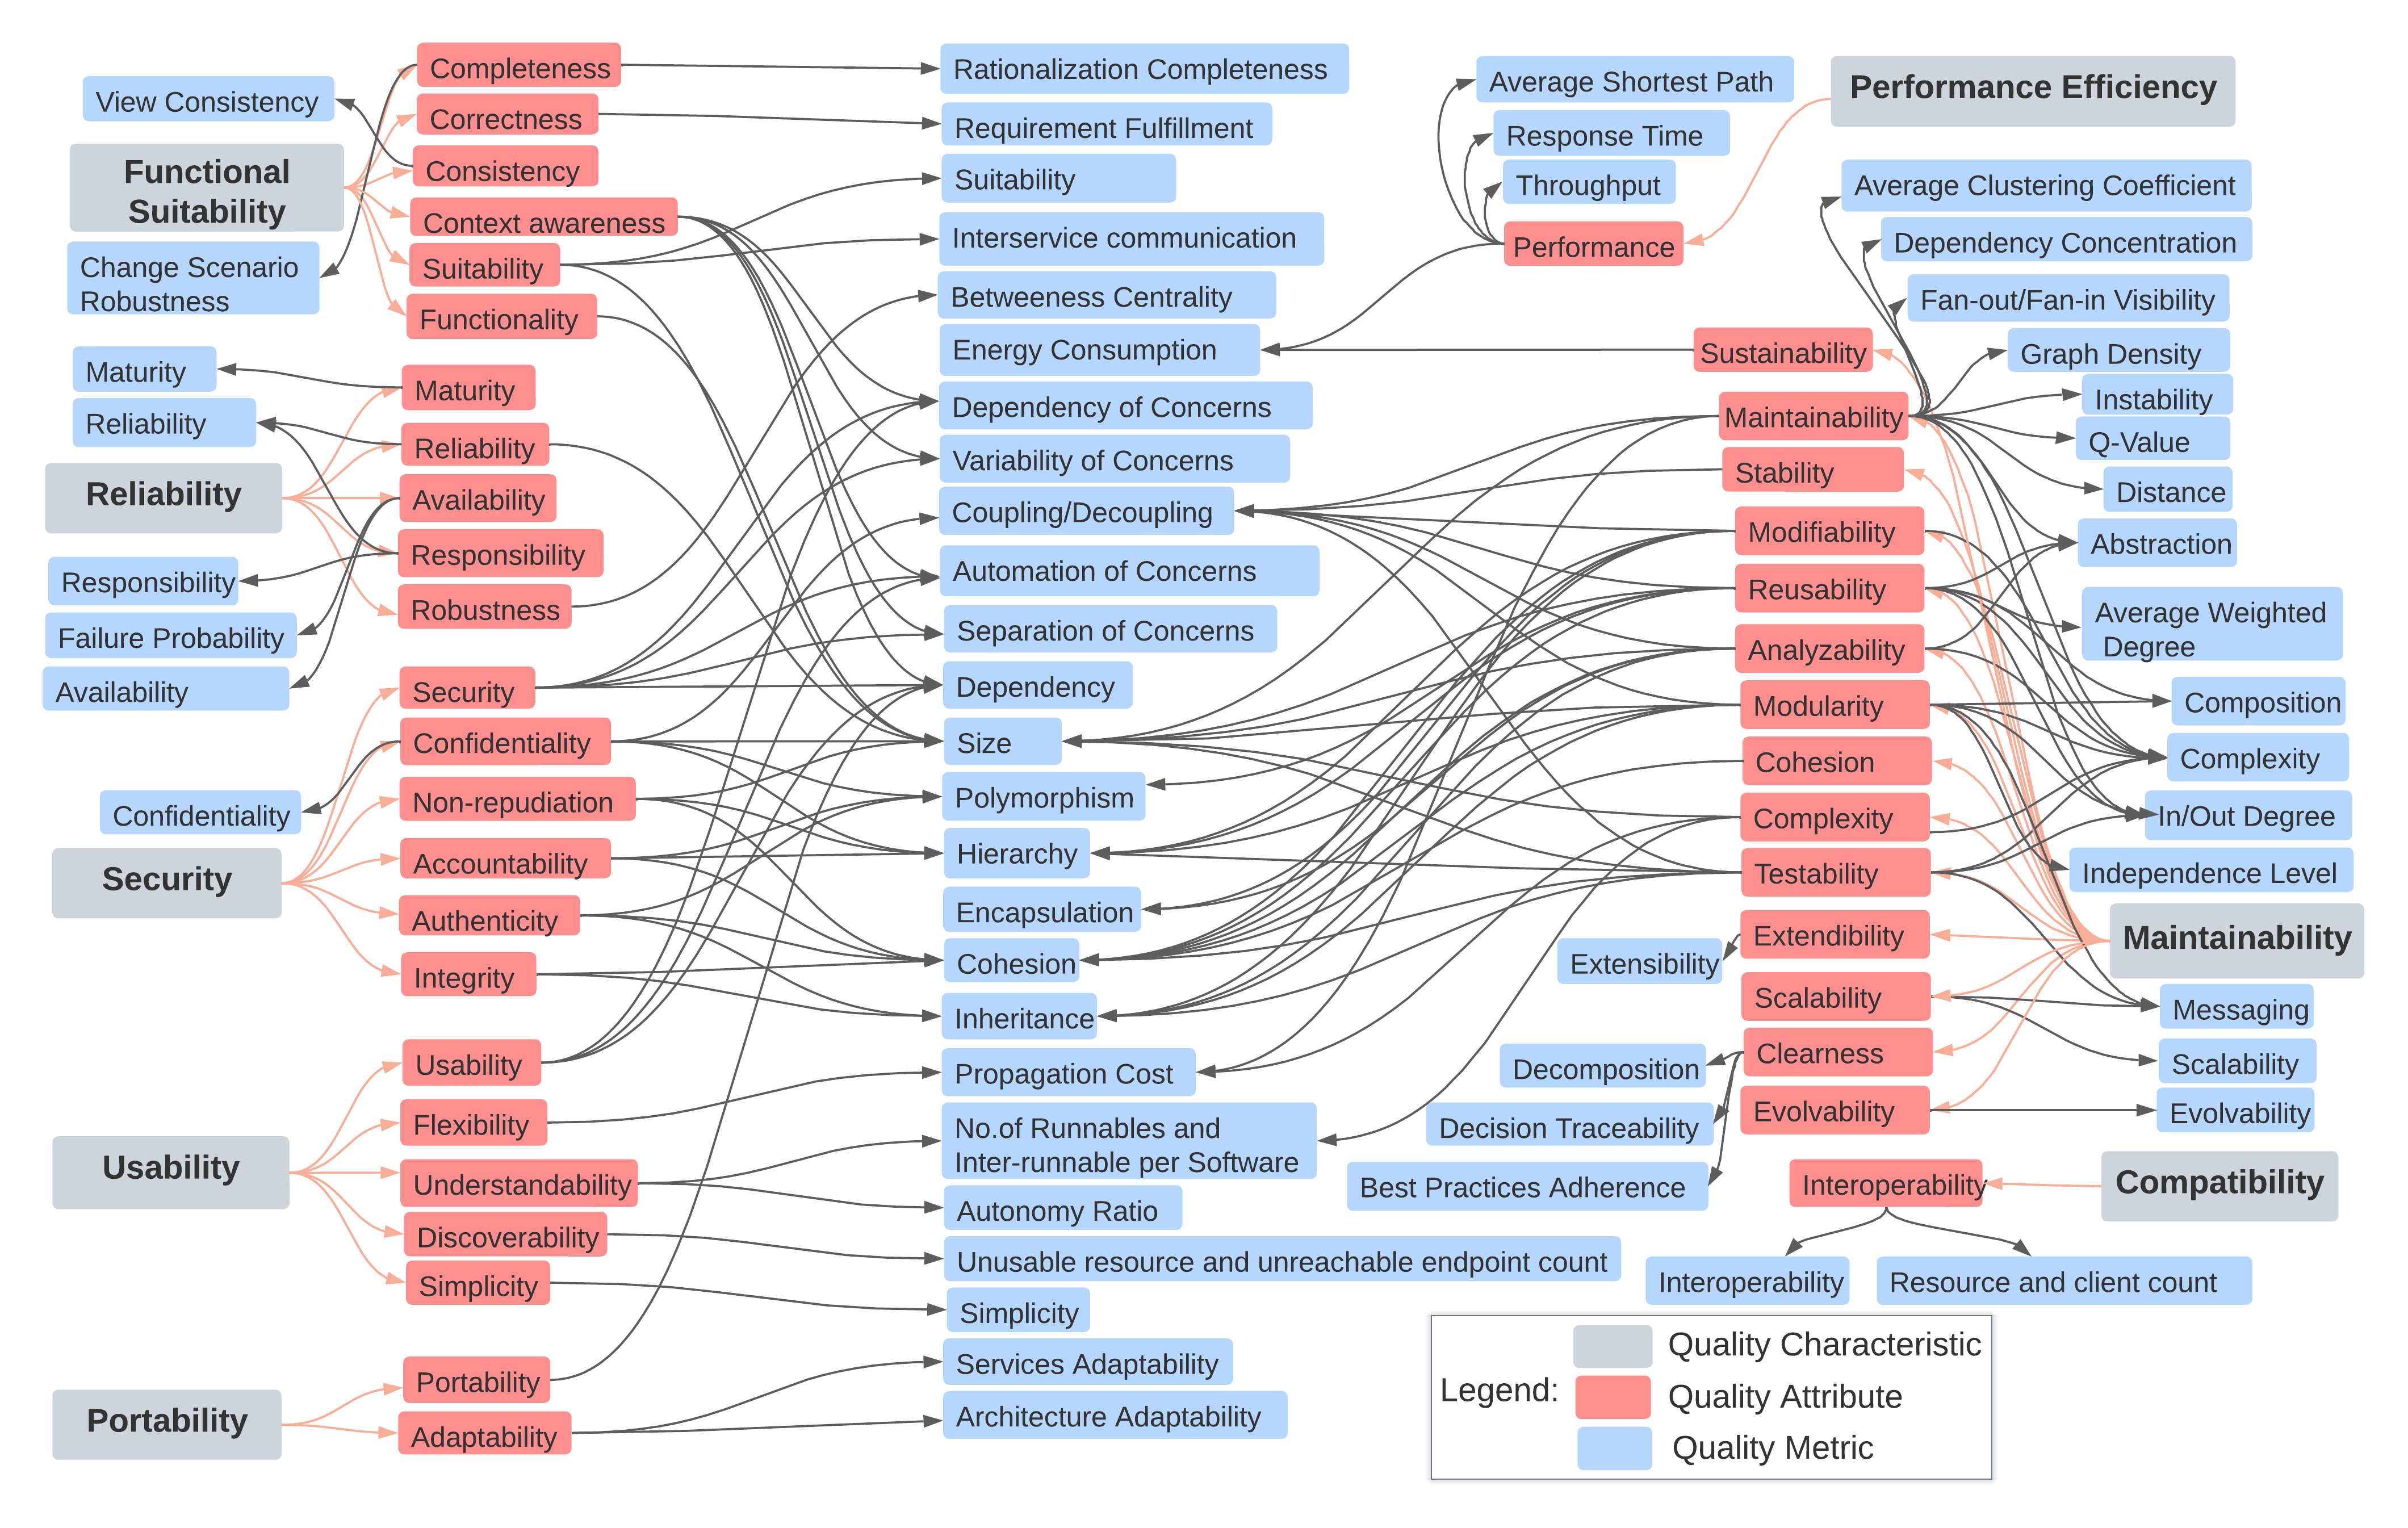 View Consistency
Functional
Suitability
Change Scenario
Robustness
Maturity
Reliability
Reliability
Responsibility
Failure Probability
Availability
Confidentiality
Security
Usability
Portability
Completeness
Correctness
Consistency
Context awareness
Suitability
Functionality
Maturity
Reliability
Availability
Responsibility
Robustness
Security
Confidentiality
Non-repudiation
Accountability
Authenticity
Integrity
Usability
Flexibility
Understandability
Discoverability
Simplicity
Portability
Adaptability
Rationalization Completeness
Requirement Fulfillment
Suitability
Interservice communication
Betweeness Centrality
Energy Consumption
Dependency of Concerns
Variability of Concerns
Coupling/Decoupling
Automation of Concerns
Separation of Concerns
Dependency
Size
Polymorphism
Hierarchy
Encapsulation
Cohesion
Inheritance
Propagation Cost
No.of Runnables and
Inter-runnable per Software
Autonomy Ratio
Unusable resource and unreachable endpoint count
Simplicity
Services Adaptability
Architecture Adaptability
Average Shortest Path
Response Time
Throughput
Performance
Sustainability
Maintainability
Stability
Modifiability
Reusability
Analyzability
Modularity
Cohesion
Complexity
Testability
Extendibility
Extensibility
Scalability
Clearness
Decomposition
Decision Traceability
Evolvability
Best Practices Adherence
Interoperability
Interoperability
Resource and client count
Performance Efficiency
Average Clustering Coefficient
Dependency Concentration
Fan-out/Fan-in Visibility
Graph Density
Instability
Q-Value
Distance
Abstraction
Average Weighted
Degree
Composition
Complexity
In/Out Degree
Independence Level
Maintainability
Messaging
Scalability
Evolvability
Compatibility
Legend:
Quality Characteristic
Quality Attribute
Quality Metric